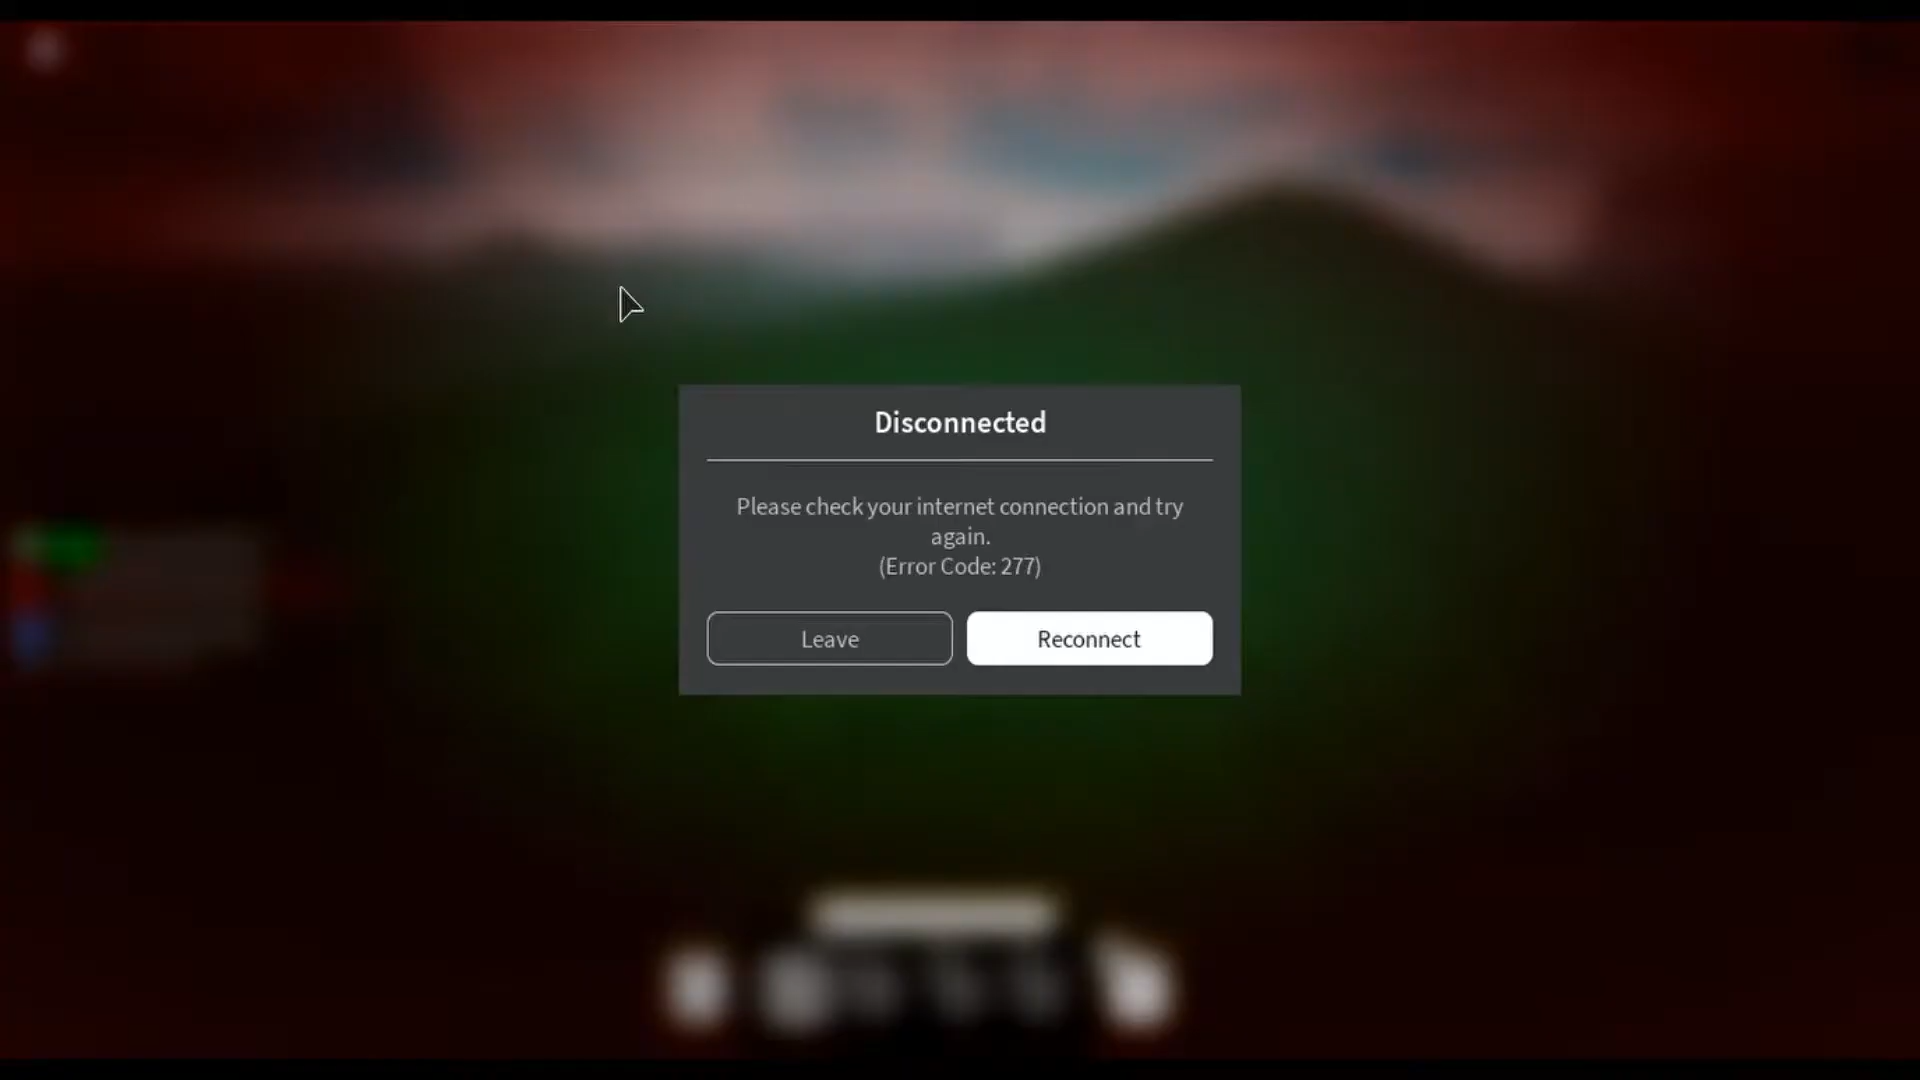 Disconnected
Please check your internet connection and try
again.
(Error Code: 277)
Leave
Reconnect